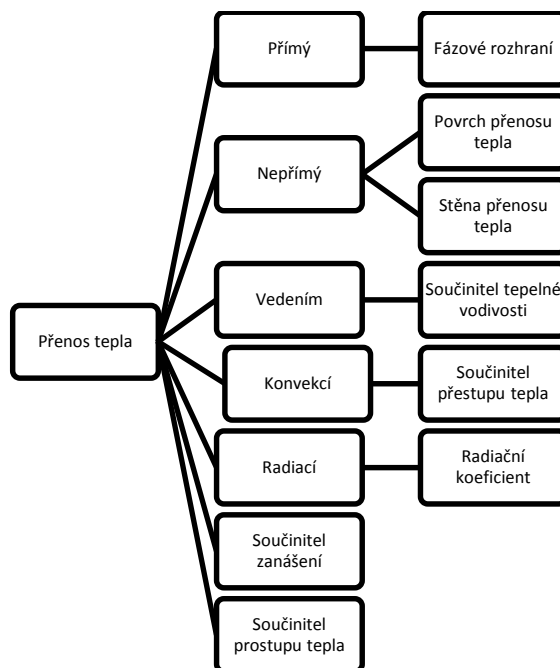 Přímý
Fázové rozhraní
Nepřímý
Povrch přenosu
tepla
Stěna přenosu
tepla
Přenos tepla
Vedením
Součinitel tepelné
vodivosti
Konvekcí
Součinitel
přestupu tepla
Radiací
Radiační
koeficient
Součinitel
zanášení
Součinitel
prostupu tepla